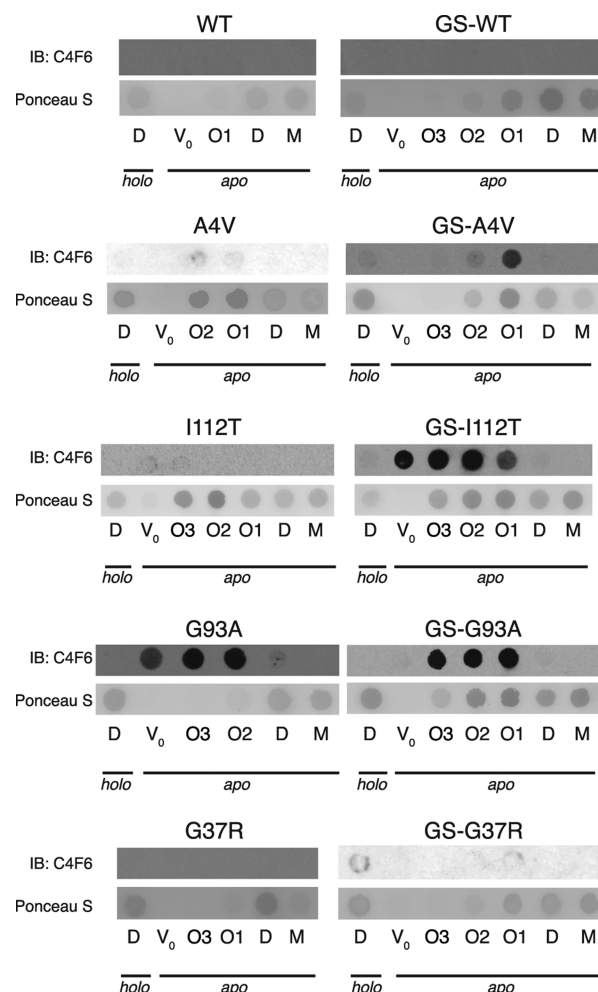 WT GS-WT
IB: C4F6
Ponceau S
D V0 O1 D M D V0 O3 O2 O1 D M
holo apo holo apo
A4V GS-A4V
IB: C4F6
Ponceau S
D V0 O2 O1 D M D V0 O3 O2 O1 D M
holo apo holo apo
I112T GS-I112T
IB: C4F6
Ponceau S
D V0 O3 O2 O1 D M D V0 O3 O2 O1 D M
holo apo holo apo
G93A GS-G93A
IB: C4F6
Ponceau S
D V0 O3 O2 D M D V0 O3 O2 O1 D M
holo apo holo apo
G37R GS-G37R
IB: C4F6
Ponceau S
D V0 O3 O1 D M D V0 O3 O2 O1 D M
holo apo holo apo